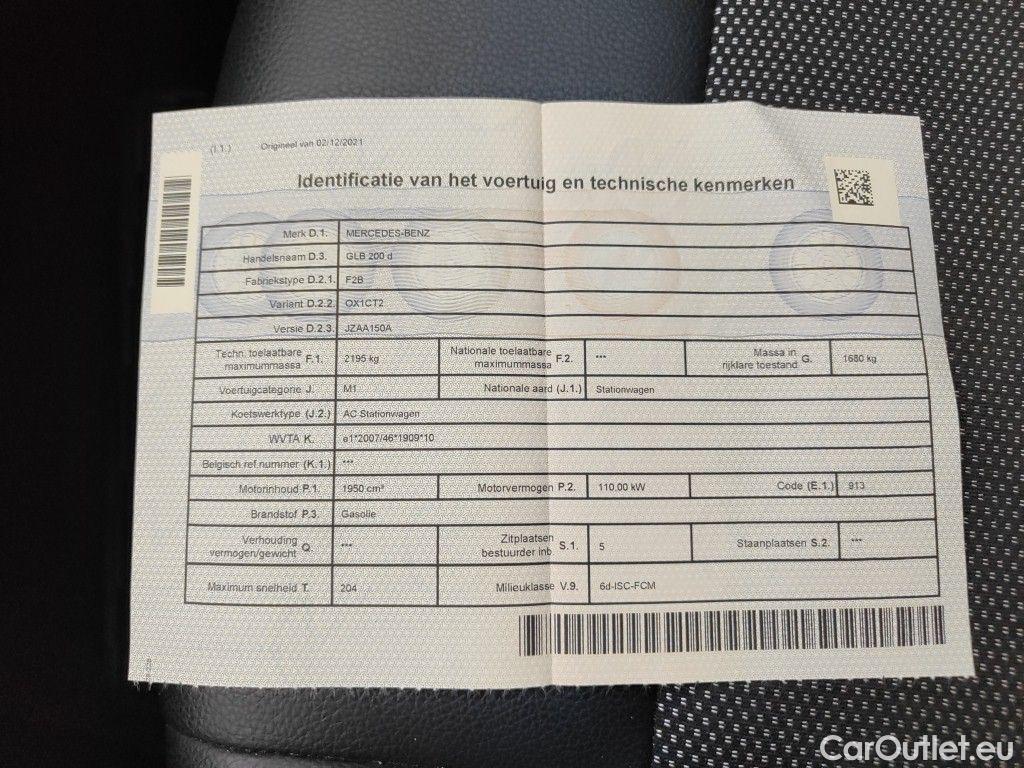 (I.1.) Origineel van 02/12/2021
Identificatie van het voertuig en technische kenmerken
Merk D.1. MERCEDES-BENZ
Handelsnaam D.3. GLB 200 d
Fabriekstype D.2.1. F2B
Variant D.2.2. OX1CT2
Versie D.2.3. JZAA150A
Techn. toelaatbare maximummassa F.1. 2195 kg Nationale toelaatbare maximummassa F.2. *** Massa in rijklare toestand G. 1680 kg
Voertuigcategorie J. M1 Nationale aard (J.1.) Stationwagen
Koetswerktype (J.2.) AC Stationwagen
WVTA K. e1*2007/46*1909*10
Belgisch ref.nummer (K.1.) ***
Motorinhoud P.1. 1950 cm³ Motorvermogen P.2. 110,00 kW Code (E.1.) 913
Brandstof P.3. Gasolie
Verhouding vermogen/gewicht Q. *** Zitplaatsen bestuurder inb. S.1. 5 Staanplaatsen S.2. ***
Maximum snelheid T. 204 Milieuklasse V.9. 6d-ISC-FCM
CarOutlet.eu